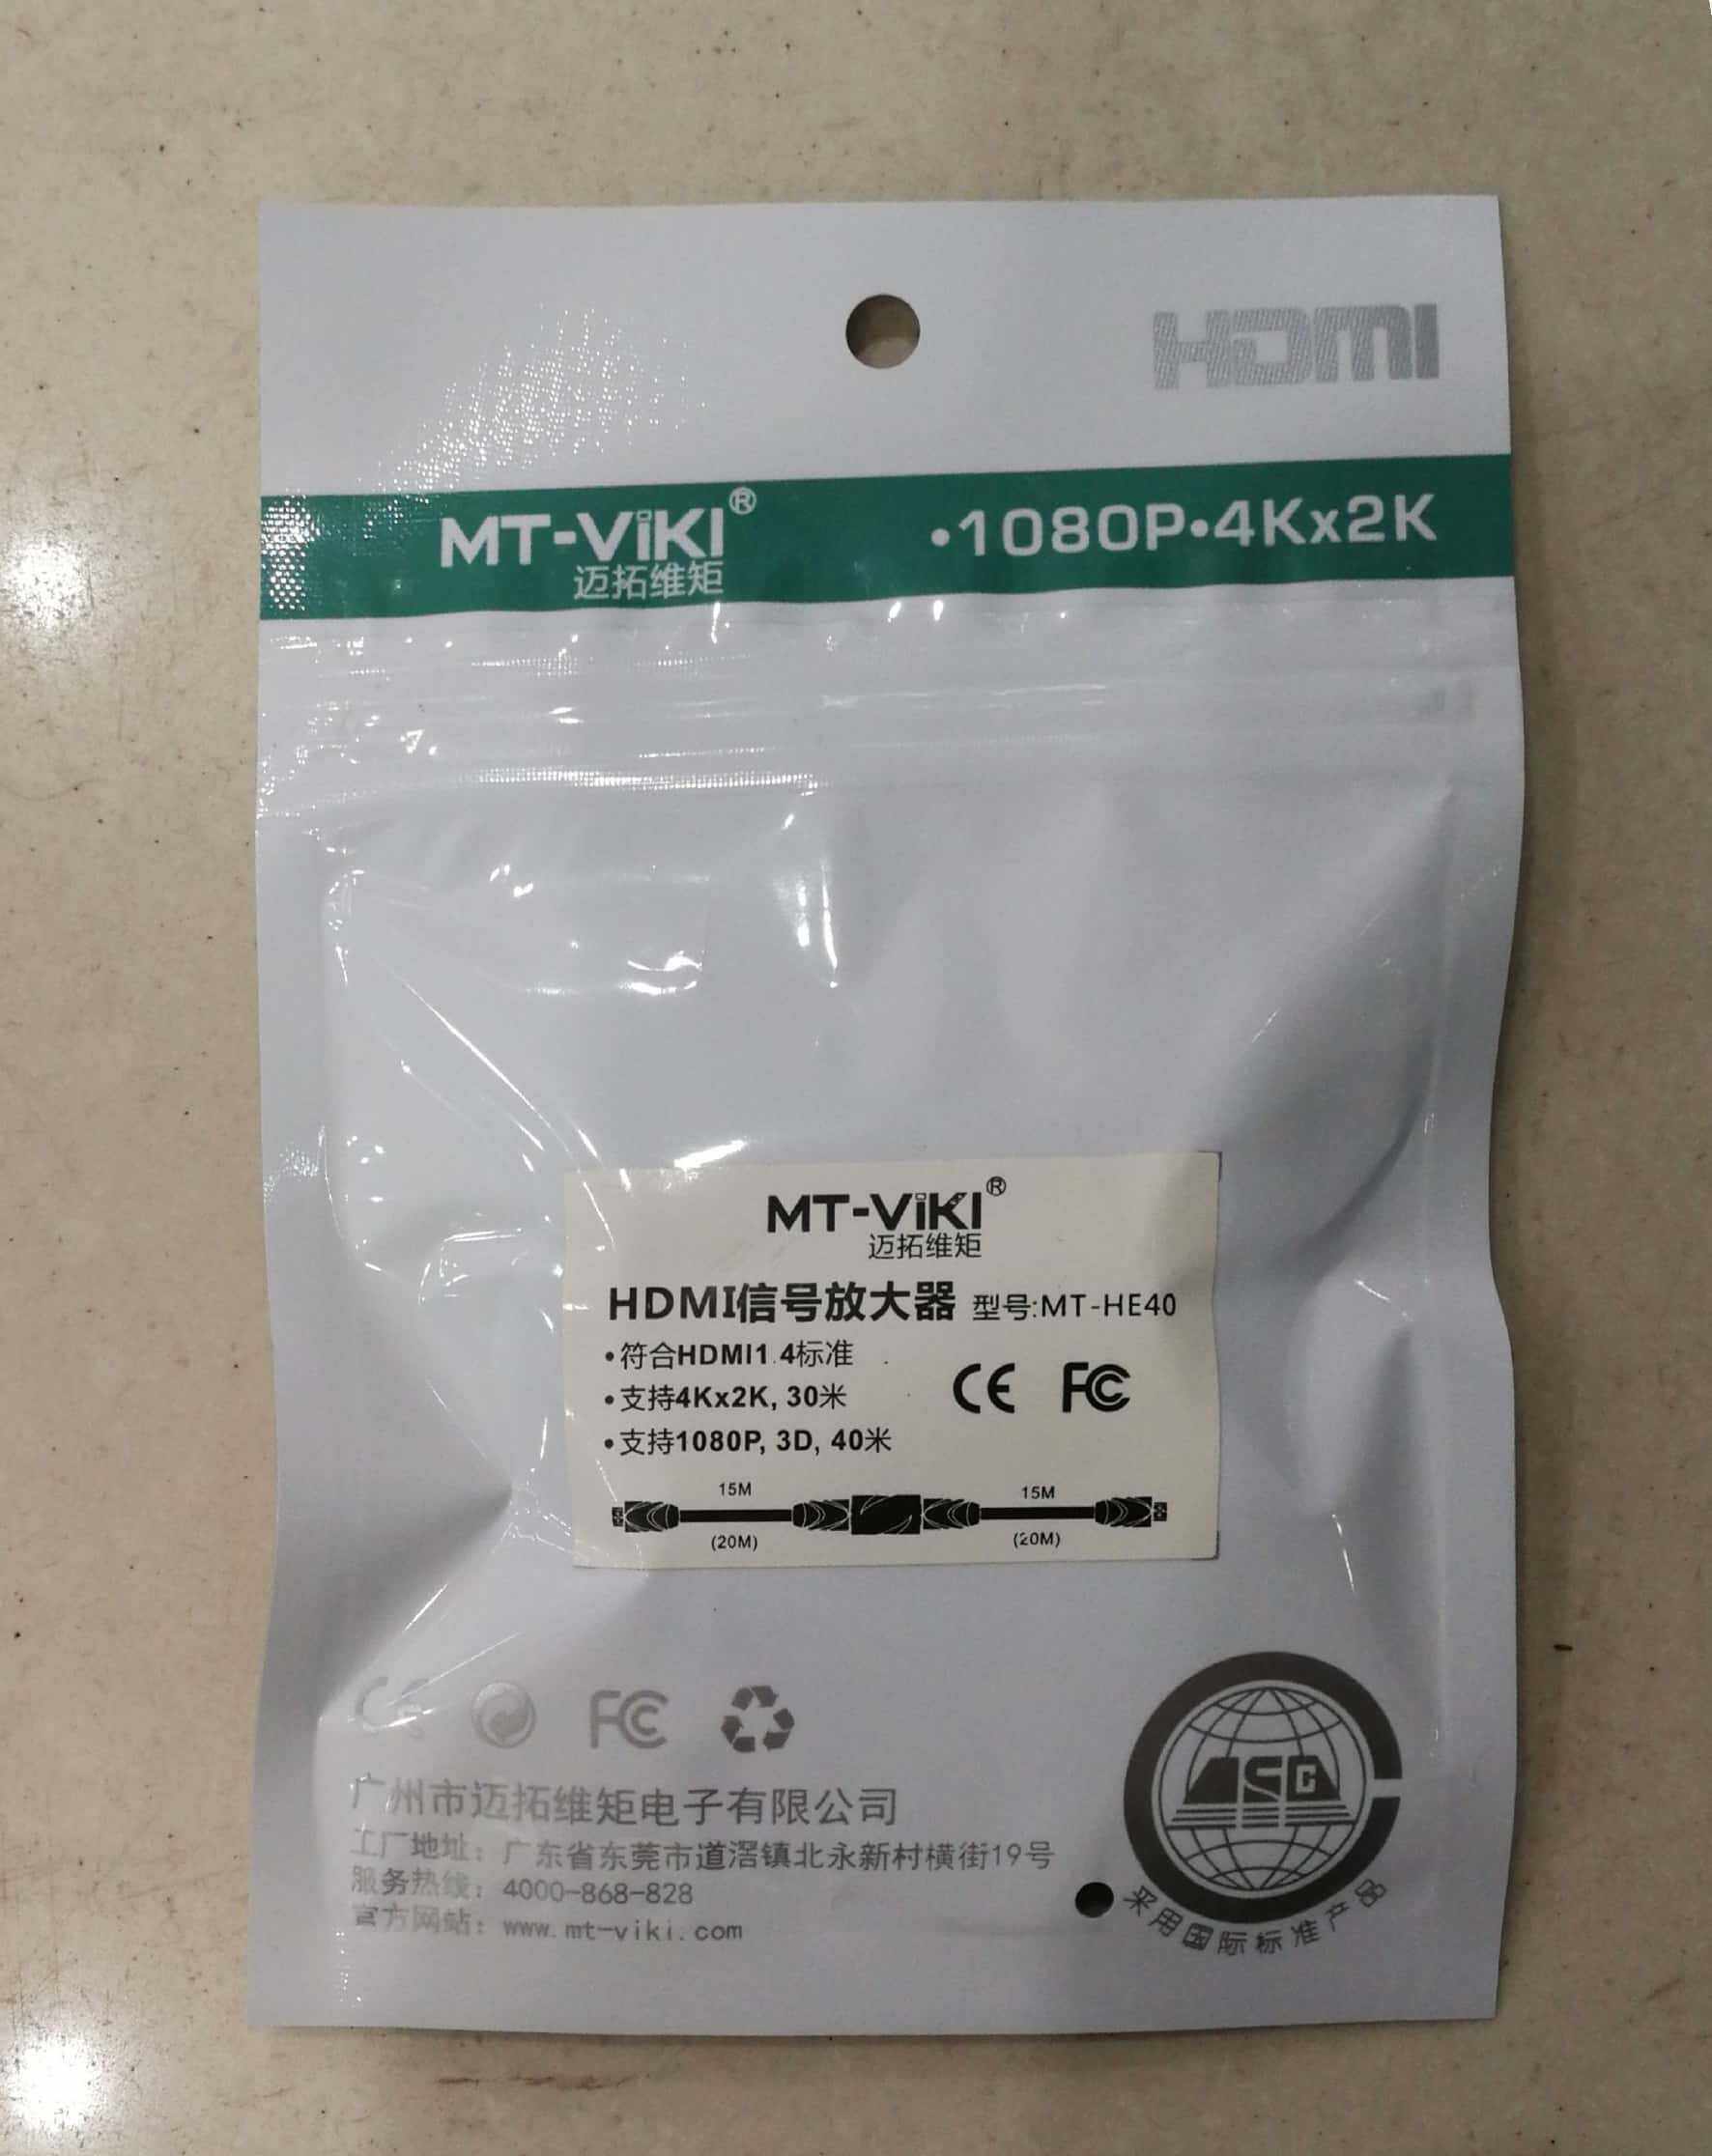 HDMI
MT-ViKI®
迈拓维矩
•1080P•4Kx2K
MT-ViKI®
迈拓维矩
HDMI信号放大器 型号:MT-HE40
•符合HDMI1.4标准
•支持4Kx2K, 30米
•支持1080P, 3D, 40米
CE FC
15M 15M
(20M) (20M)
CE FC
广州市迈拓维矩电子有限公司
工厂地址：广东省东莞市道滘镇北永新村横街19号
服务热线：4000-868-828
官方网站：www.mt-viki.com
采用国际标准产品